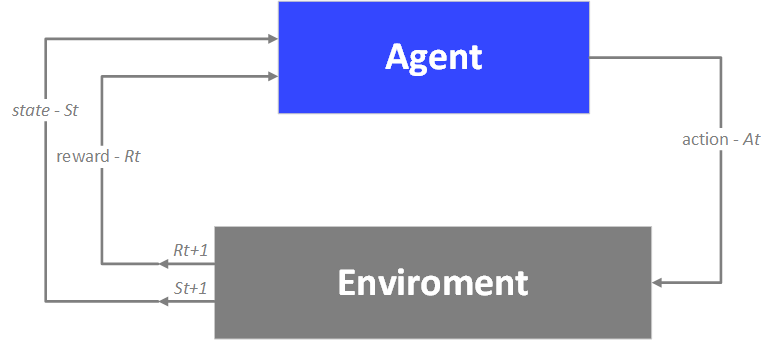 Agent
state - St
action - At
reward - Rt
Rt+1
Enviroment
St+1